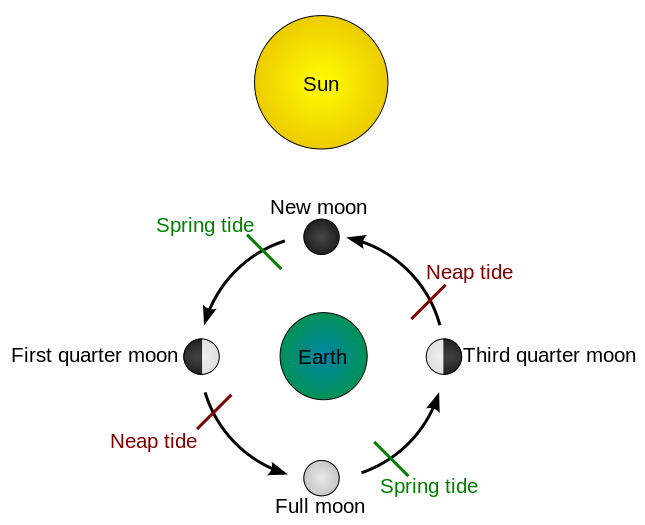 Sun
New moon
Spring tide
Neap tide
First quarter moon
Earth
Third quarter moon
Neap tide
Spring tide
Full moon